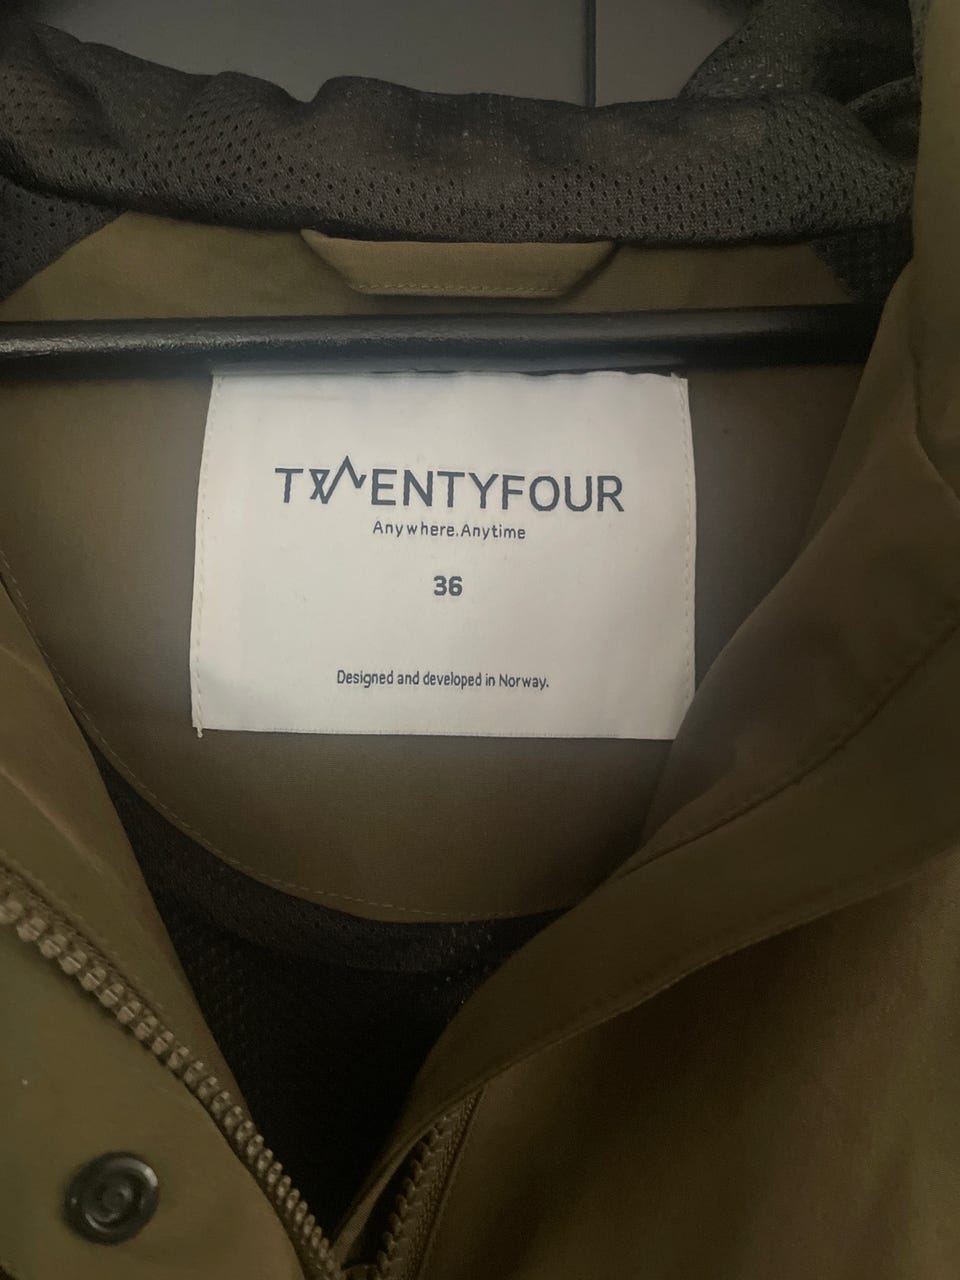 TWENTYFOUR
Anywhere.Anytime
36
Designed and developed in Norway.